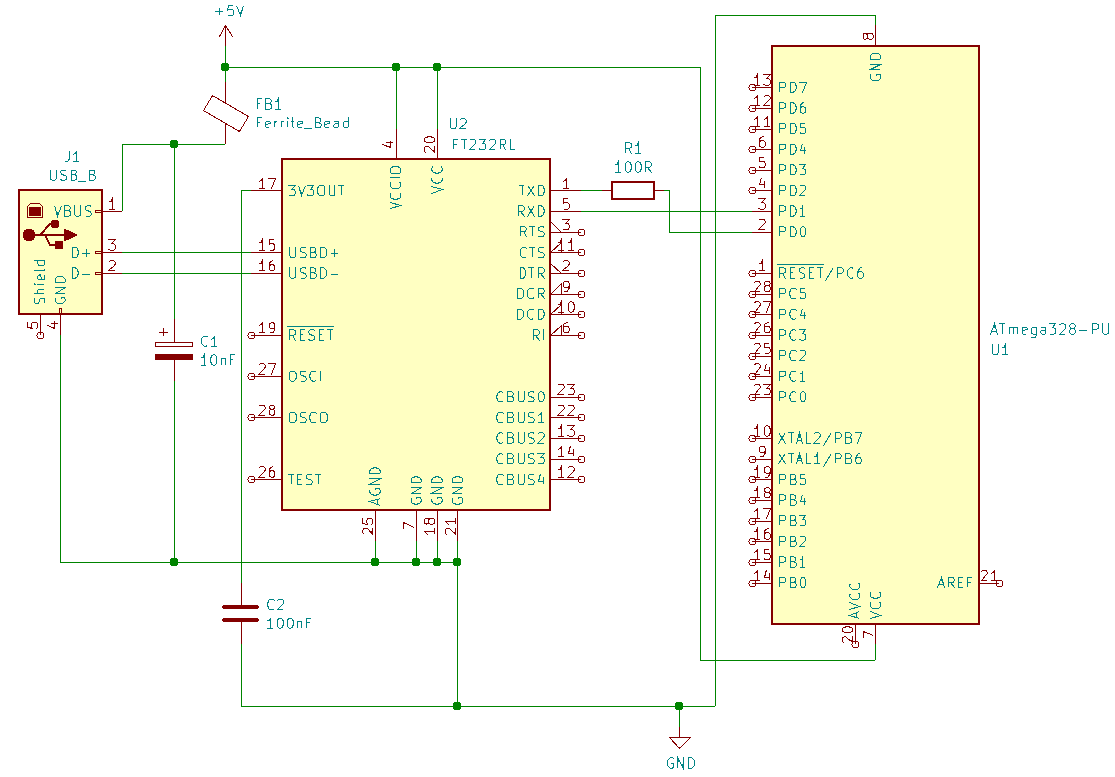 +5V
FB1
Ferrite_Bead
J1
USB_B
VBUS 1
D+ 3
D- 2
Shield
GND
5
4
+
C1
10nF
C2
100nF
U2
FT232RL
4
20
VCCIO
VCC
17 3V3OUT
15 USBD+
16 USBD-
19 RESET
27 OSCI
28 OSCO
26 TEST
TXD 1
RXD 5
RTS 3
CTS 11
DTR 2
DCR 9
DCD 10
RI 6
CBUS0 23
CBUS1 22
CBUS2 13
CBUS3 14
CBUS4 12
AGND
GND
GND
GND
25
7
18
21
R1
100R
GND
8
GND
13 PD7
12 PD6
11 PD5
6 PD4
5 PD3
4 PD2
3 PD1
2 PD0
1 RESET/PC6
28 PC5
27 PC4
26 PC3
25 PC2
24 PC1
23 PC0
10 XTAL2/PB7
9 XTAL1/PB6
19 PB5
18 PB4
17 PB3
16 PB2
15 PB1
14 PB0
AREF 21
AVCC
VCC
20
7
ATmega328-PU
U1